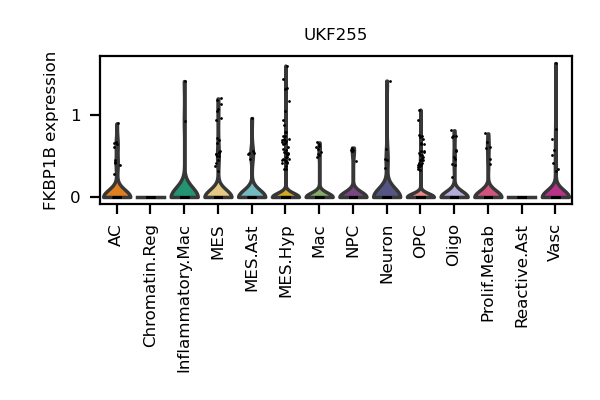 UKF255
FKBP1B expression
1
0
AC
Chromatin.Reg
Inflammatory.Mac
MES
MES.Ast
MES.Hyp
Mac
NPC
Neuron
OPC
Oligo
Prolif.Metab
Reactive.Ast
Vasc